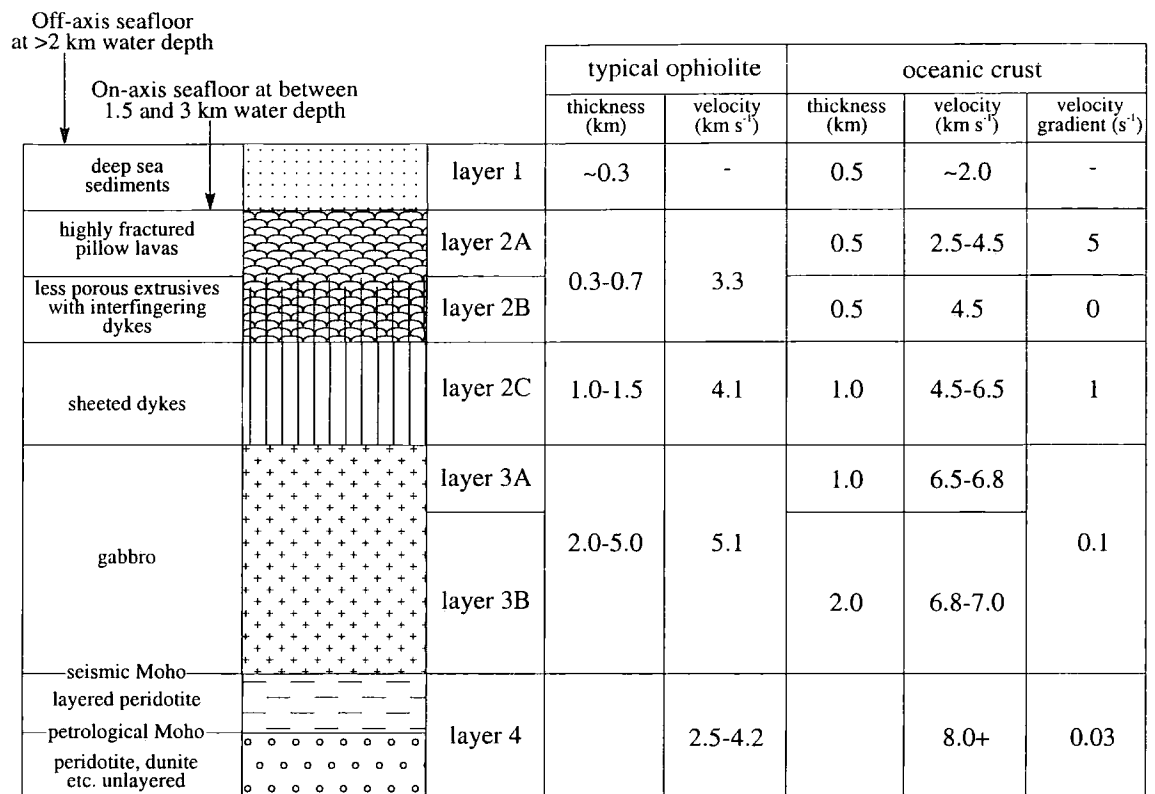 Off-axis seafloor
at >2 km water depth
On-axis seafloor at between
1.5 and 3 km water depth
typical ophiolite
oceanic crust
thickness
(km)
velocity
(km s⁻¹)
thickness
(km)
velocity
(km s⁻¹)
velocity
gradient (s⁻¹)
deep sea
sediments
layer 1
~0.3
-
0.5
~2.0
-
highly fractured
pillow lavas
layer 2A
0.3-0.7
3.3
0.5
2.5-4.5
5
less porous extrusives
with interfingering
dykes
layer 2B
0.5
4.5
0
sheeted dykes
layer 2C
1.0-1.5
4.1
1.0
4.5-6.5
1
gabbro
layer 3A
2.0-5.0
5.1
1.0
6.5-6.8
0.1
layer 3B
2.0
6.8-7.0
seismic Moho
layered peridotite
petrological Moho
peridotite, dunite
etc. unlayered
layer 4
2.5-4.2
8.0+
0.03